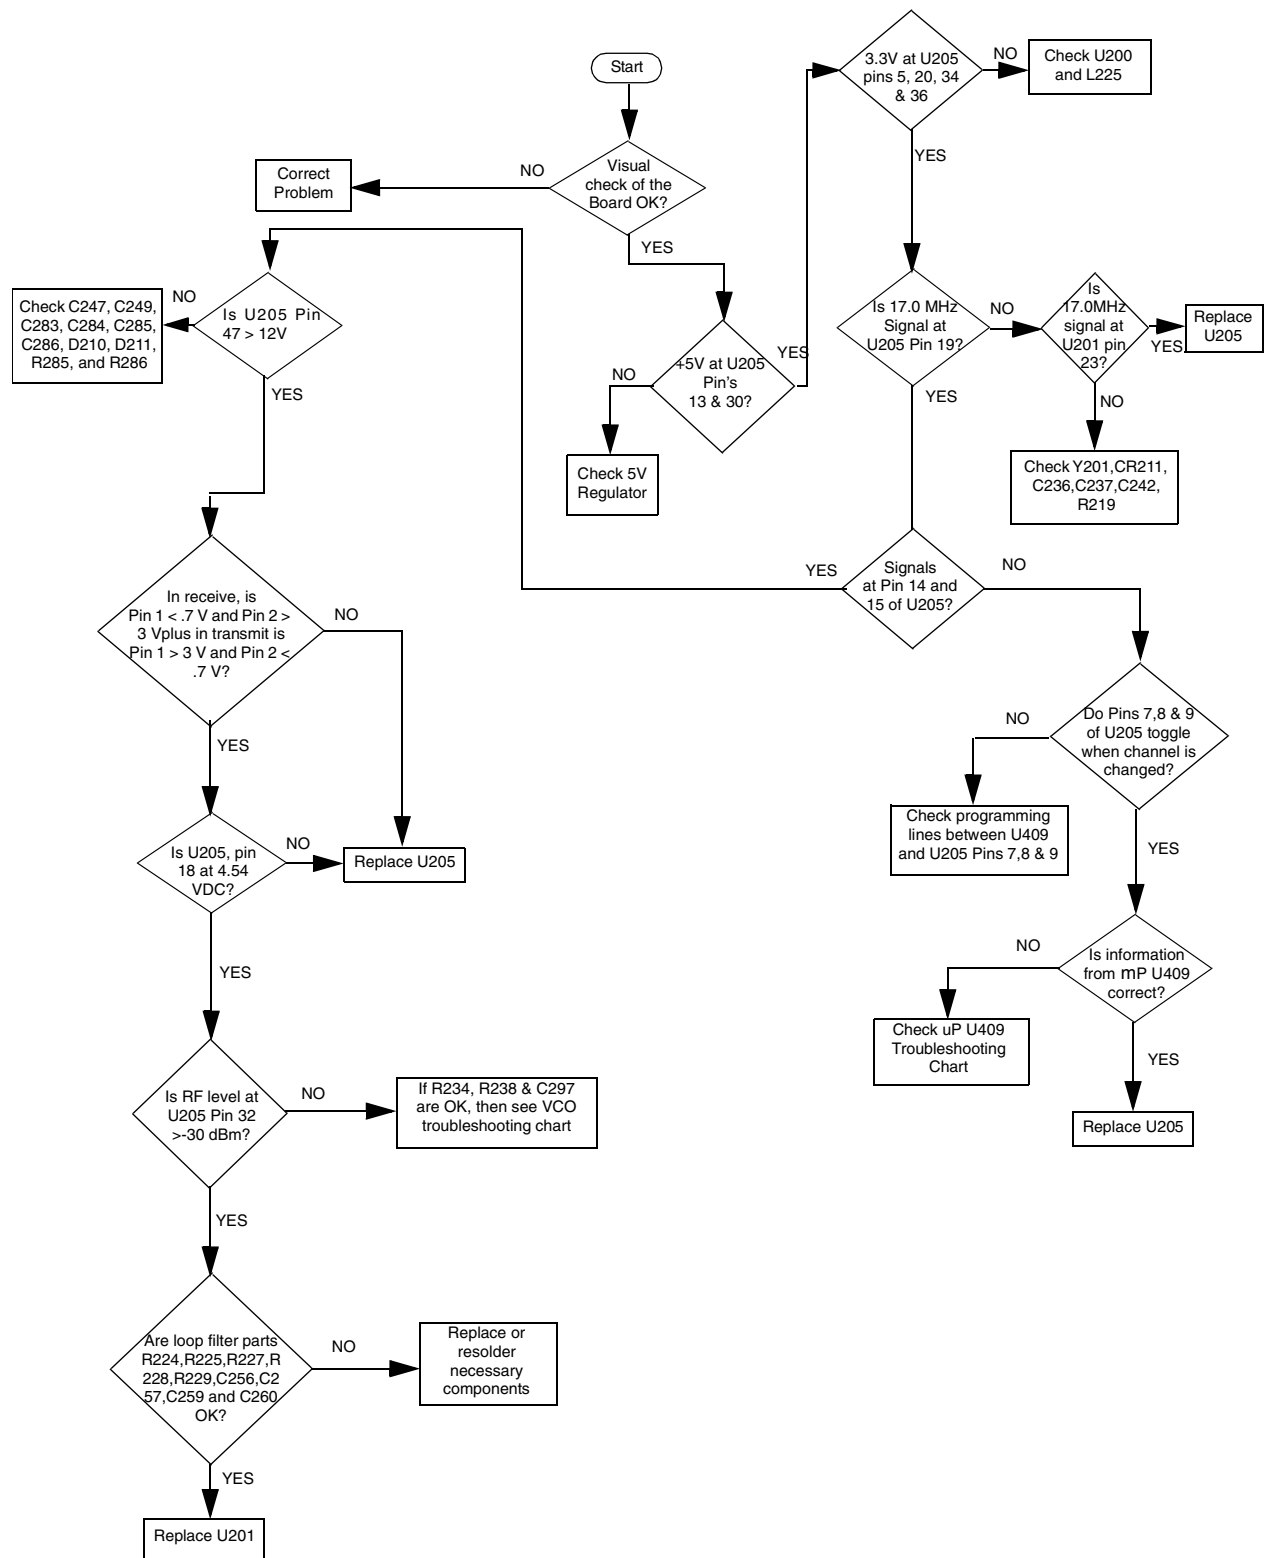 Start
Visual
check of the
Board OK?
NO
Correct
Problem
YES
+5V at U205
Pin's
13 & 30?
NO
Check 5V
Regulator
YES
3.3V at U205
pins 5, 20, 34
& 36
NO
Check U200
and L225
YES
Is 17.0 MHz
Signal at
U205 Pin 19?
NO
Is
17.0MHz
signal at
U201 pin
23?
YES
Replace
U205
NO
Check Y201,CR211,
C236,C237,C242,
R219
YES
Signals
at Pin 14 and
15 of U205?
NO
Do Pins 7,8 & 9
of U205 toggle
when channel is
changed?
NO
Check programming
lines between U409
and U205 Pins 7,8 & 9
YES
Is information
from mP U409
correct?
NO
Check uP U409
Troubleshooting
Chart
YES
Replace U205
YES
Is U205 Pin
47 > 12V
NO
Check C247, C249,
C283, C284, C285,
C286, D210, D211,
R285, and R286
YES
In receive, is
Pin 1 < .7 V and Pin 2 >
3 Vplus in transmit is
Pin 1 > 3 V and Pin 2 <
.7 V?
NO
YES
Is U205, pin
18 at 4.54
VDC?
NO
Replace U205
YES
Is RF level at
U205 Pin 32
>-30 dBm?
NO
If R234, R238 & C297
are OK, then see VCO
troubleshooting chart
YES
Are loop filter parts
R224,R225,R227,R
228,R229,C256,C2
57,C259 and C260
OK?
NO
Replace or
resolder
necessary
components
YES
Replace U201